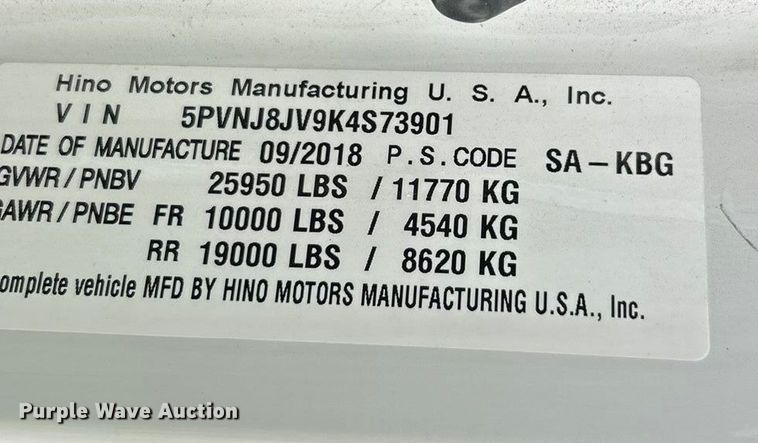 Hino Motors Manufacturing U. S. A., Inc.
VIN 5PVNJ8JV9K4S73901
DATE OF MANUFACTURE 09/2018 P.S.CODE SA-KBG
GVWR/PNBV 25950 LBS / 11770 KG
GAWR/PNBE FR 10000 LBS / 4540 KG
RR 19000 LBS / 8620 KG
omplete vehicle MFD BY HINO MOTORS MANUFACTURING U.S.A., Inc.
Purple Wave Auction